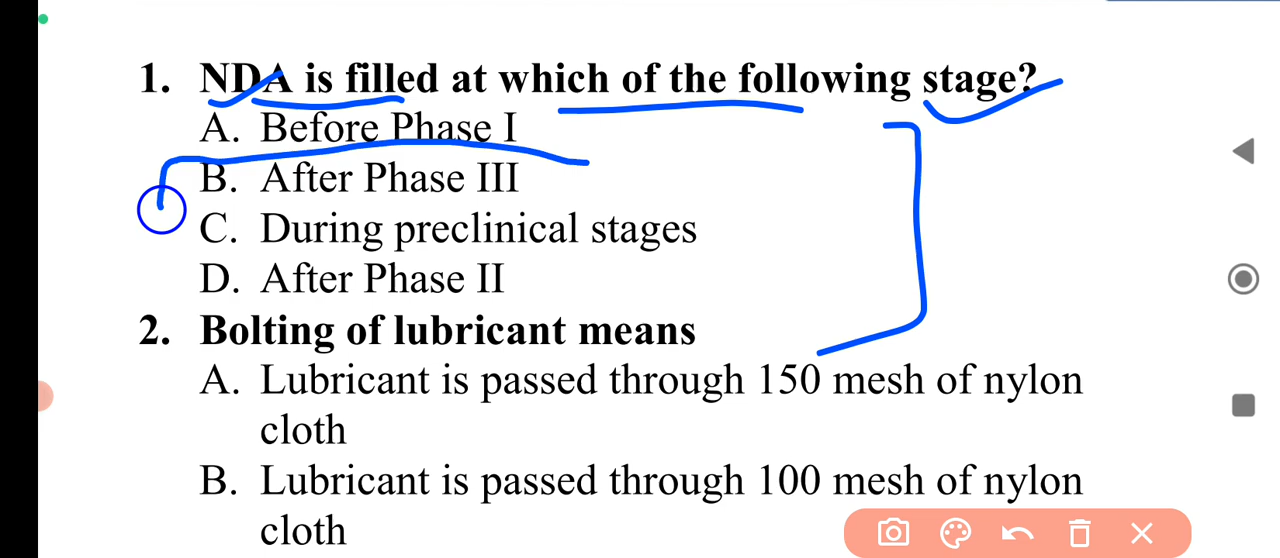 1. NDA is filled at which of the following stage?
A. Before Phase I
B. After Phase III
C. During preclinical stages
D. After Phase II
2. Bolting of lubricant means
A. Lubricant is passed through 150 mesh of nylon
cloth
B. Lubricant is passed through 100 mesh of nylon
cloth